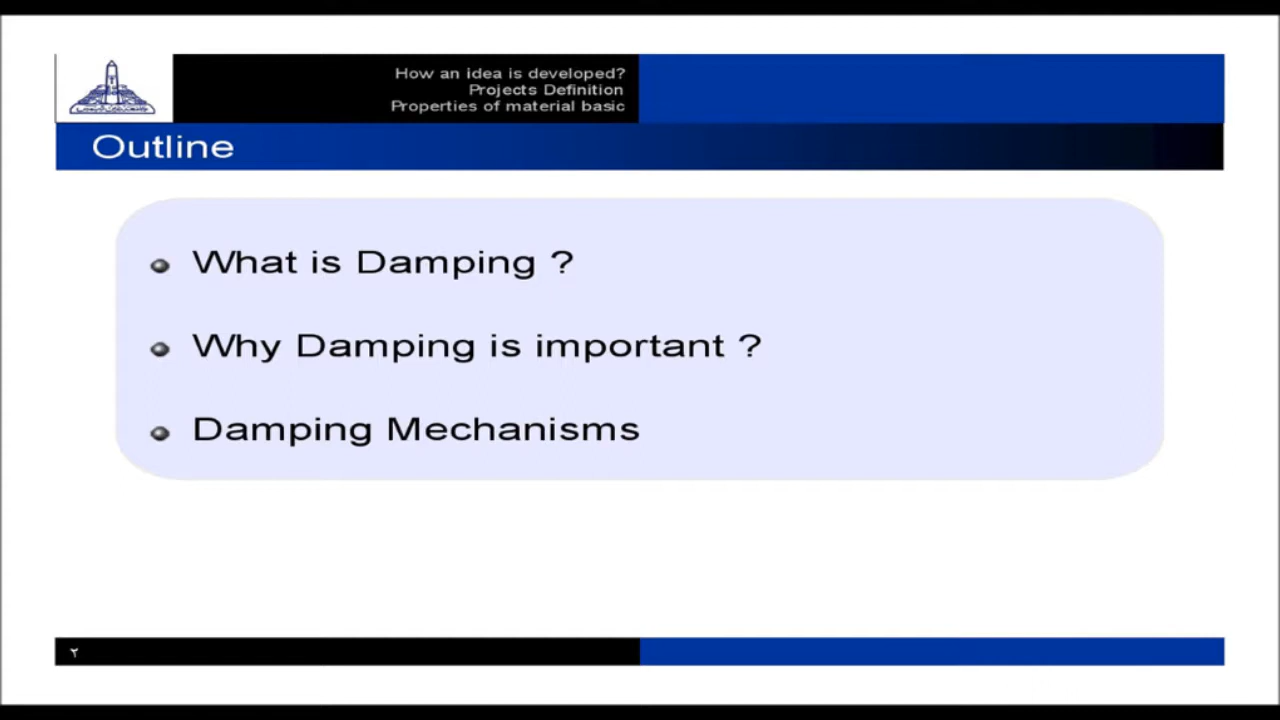 How an idea is developed?
Projects Definition
Properties of material basic
Outline
What is Damping ?
Why Damping is important ?
Damping Mechanisms
٢